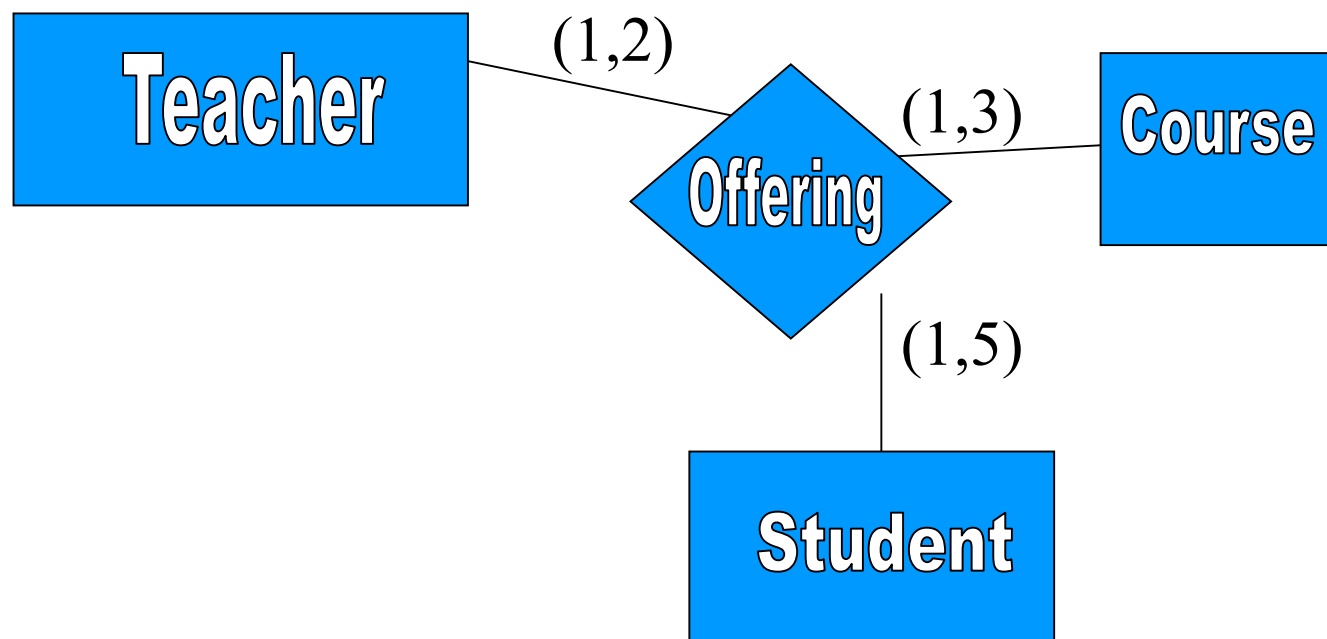 Teacher
(1,2)
(1,3)
Course
Offering
(1,5)
Student